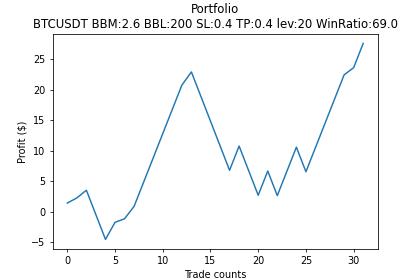 Portfolio
BTCUSDT BBM:2.6 BBL:200 SL:0.4 TP:0.4 lev:20 WinRatio:69.0
Profit ($)
25
20
15
10
5
0
−5
0 5 10 15 20 25 30
Trade counts